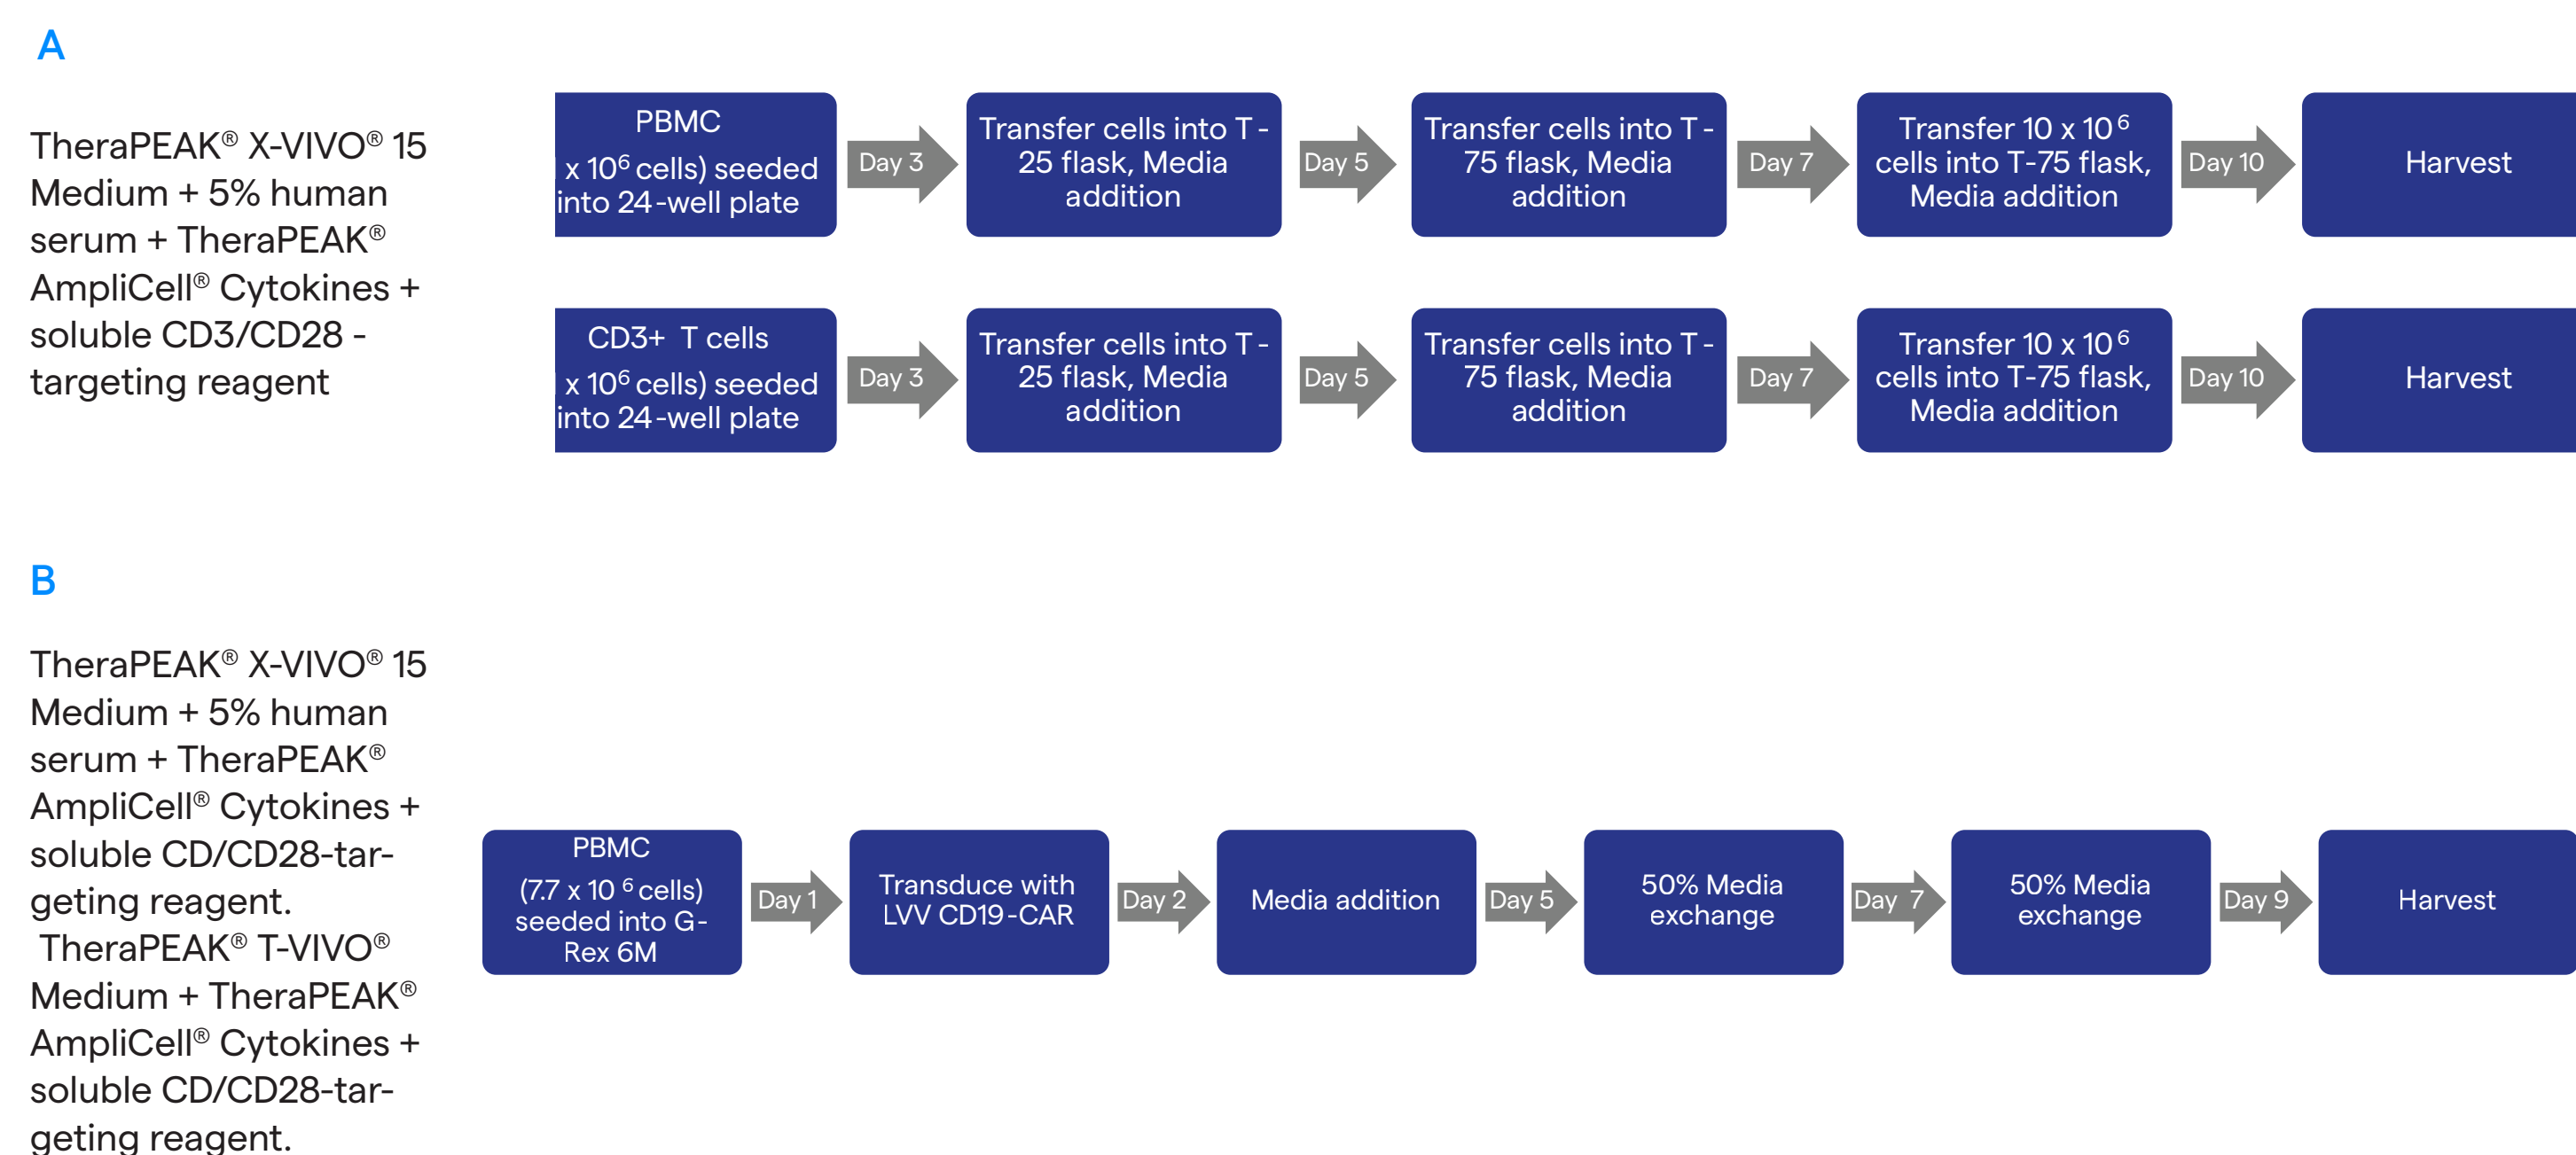 A
TheraPEAK® X-VIVO® 15
Medium + 5% human
serum + TheraPEAK®
AmpliCell® Cytokines +
soluble CD3/CD28 -
targeting reagent
PBMC
x 10⁶ cells) seeded
into 24-well plate
Day 3
Transfer cells into T-
25 flask, Media
addition
Day 5
Transfer cells into T-
75 flask, Media
addition
Day 7
Transfer 10 x 10⁶
cells into T-75 flask,
Media addition
Day 10
Harvest
CD3+ T cells
x 10⁶ cells) seeded
into 24-well plate
Day 3
Transfer cells into T-
25 flask, Media
addition
Day 5
Transfer cells into T-
75 flask, Media
addition
Day 7
Transfer 10 x 10⁶
cells into T-75 flask,
Media addition
Day 10
Harvest
B
TheraPEAK® X-VIVO® 15
Medium + 5% human
serum + TheraPEAK®
AmpliCell® Cytokines +
soluble CD/CD28-tar-
geting reagent.
TheraPEAK® T-VIVO®
Medium + TheraPEAK®
AmpliCell® Cytokines +
soluble CD/CD28-tar-
geting reagent.
PBMC
(7.7 x 10⁶ cells)
seeded into G-
Rex 6M
Day 1
Transduce with
LVV CD19-CAR
Day 2
Media addition
Day 5
50% Media
exchange
Day 7
50% Media
exchange
Day 9
Harvest